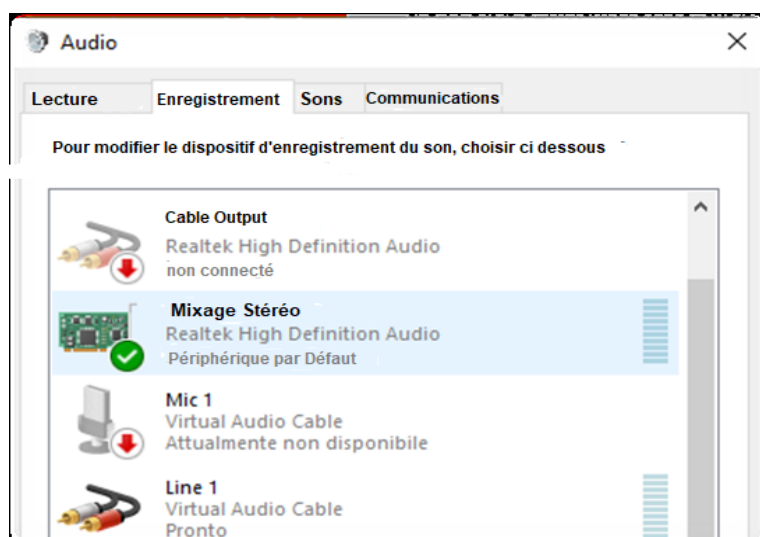 Audio
Lecture Enregistrement Sons Communications
Pour modifier le dispositif d'enregistrement du son, choisir ci dessous
Cable Output
Realtek High Definition Audio
non connecté
Mixage Stéréo
Realtek High Definition Audio
Périphérique par Défaut
Mic 1
Virtual Audio Cable
Attualmente non disponibile
Line 1
Virtual Audio Cable
Pronto